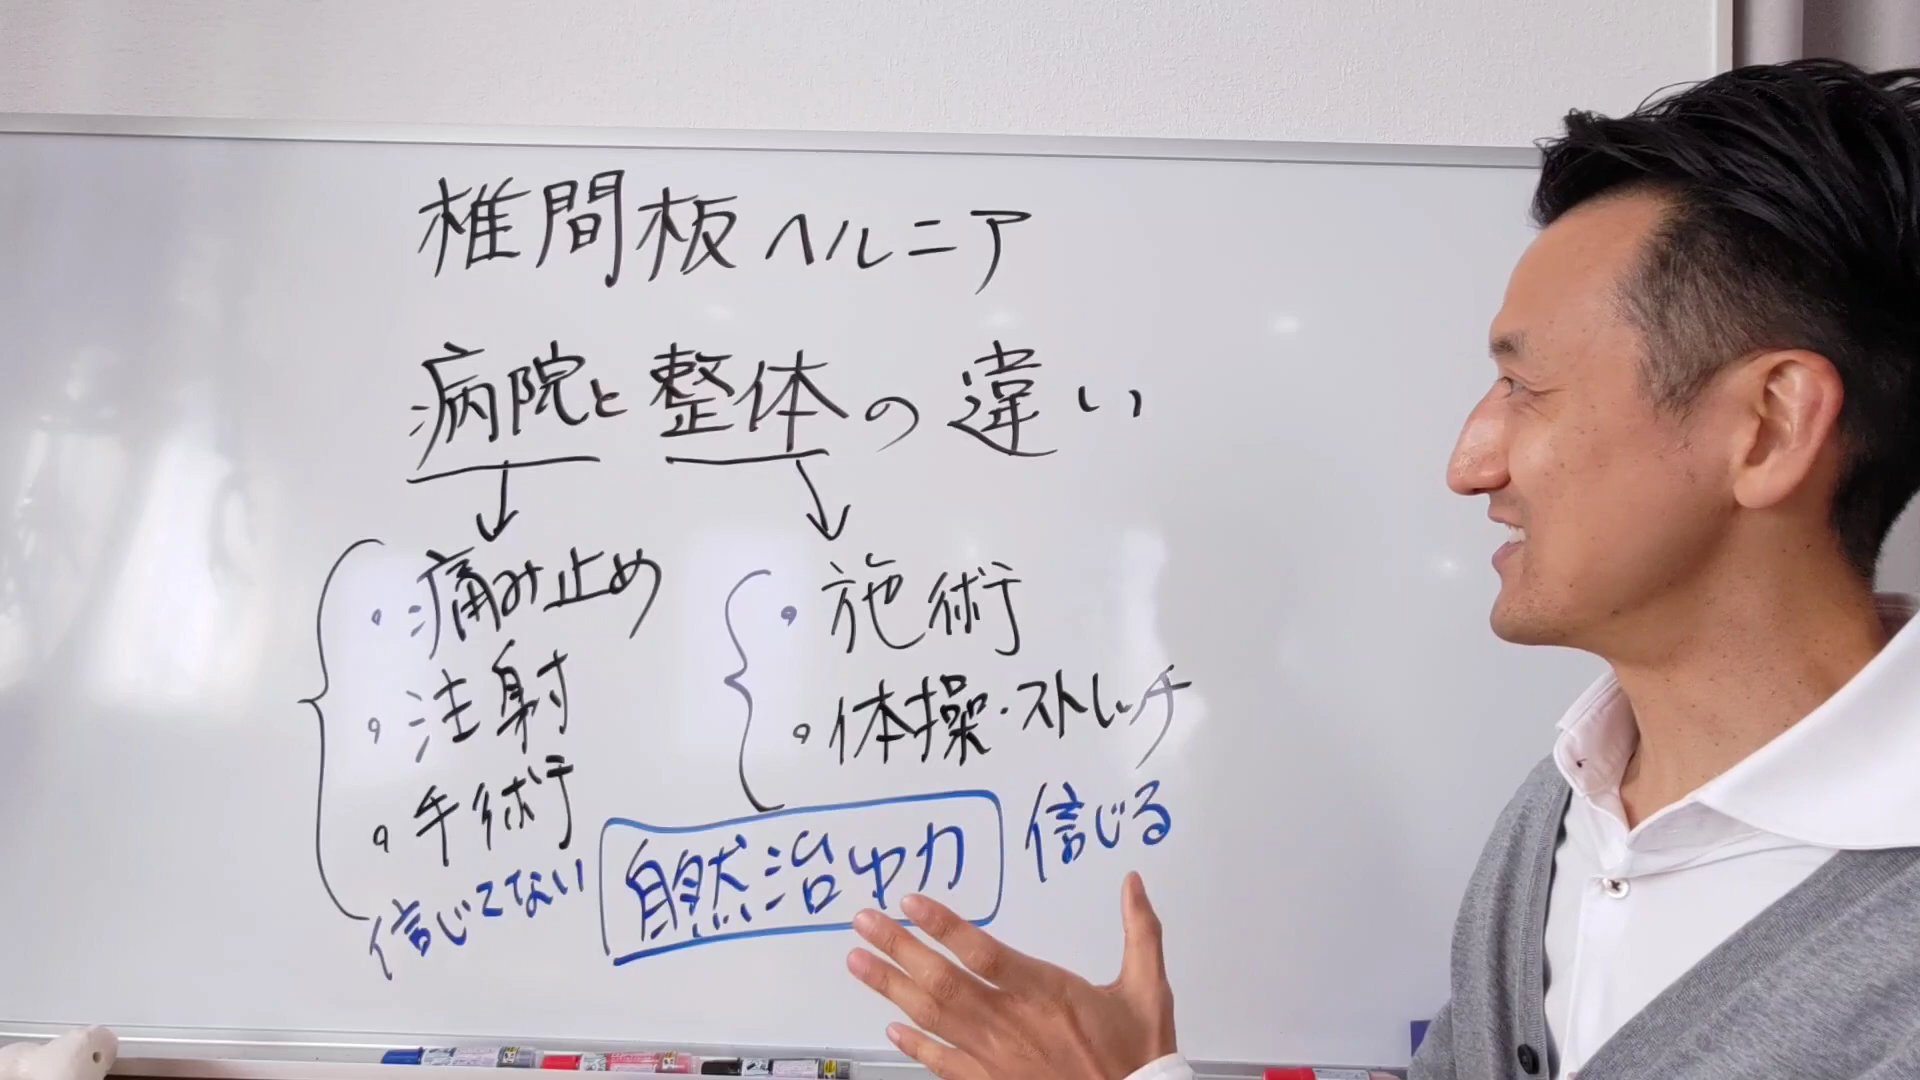 椎間板ヘルニア
病院と整体の違い
・痛み止め
・注射
・手術
信じてない
・施術
・体操・ストレッチ
自然治ゆ力
信じる